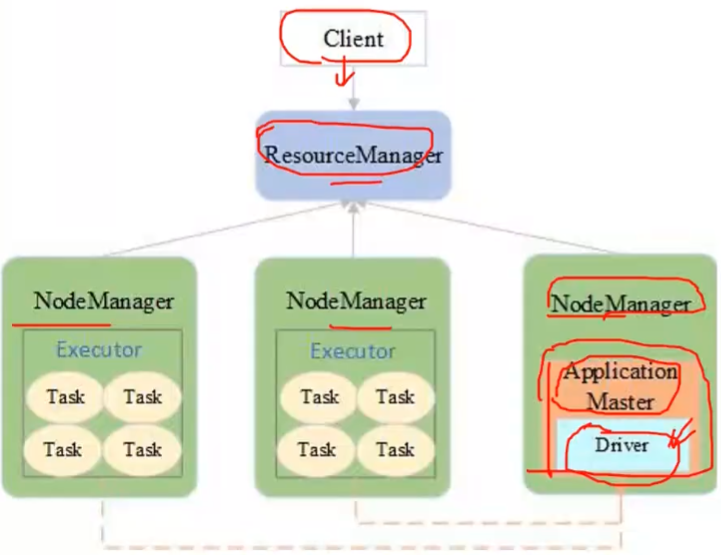 Client
ResourceManager
NodeManager
Executor
Task Task
Task Task
NodeManager
Executor
Task Task
Task Task
NodeManager
Application
Master
Driver